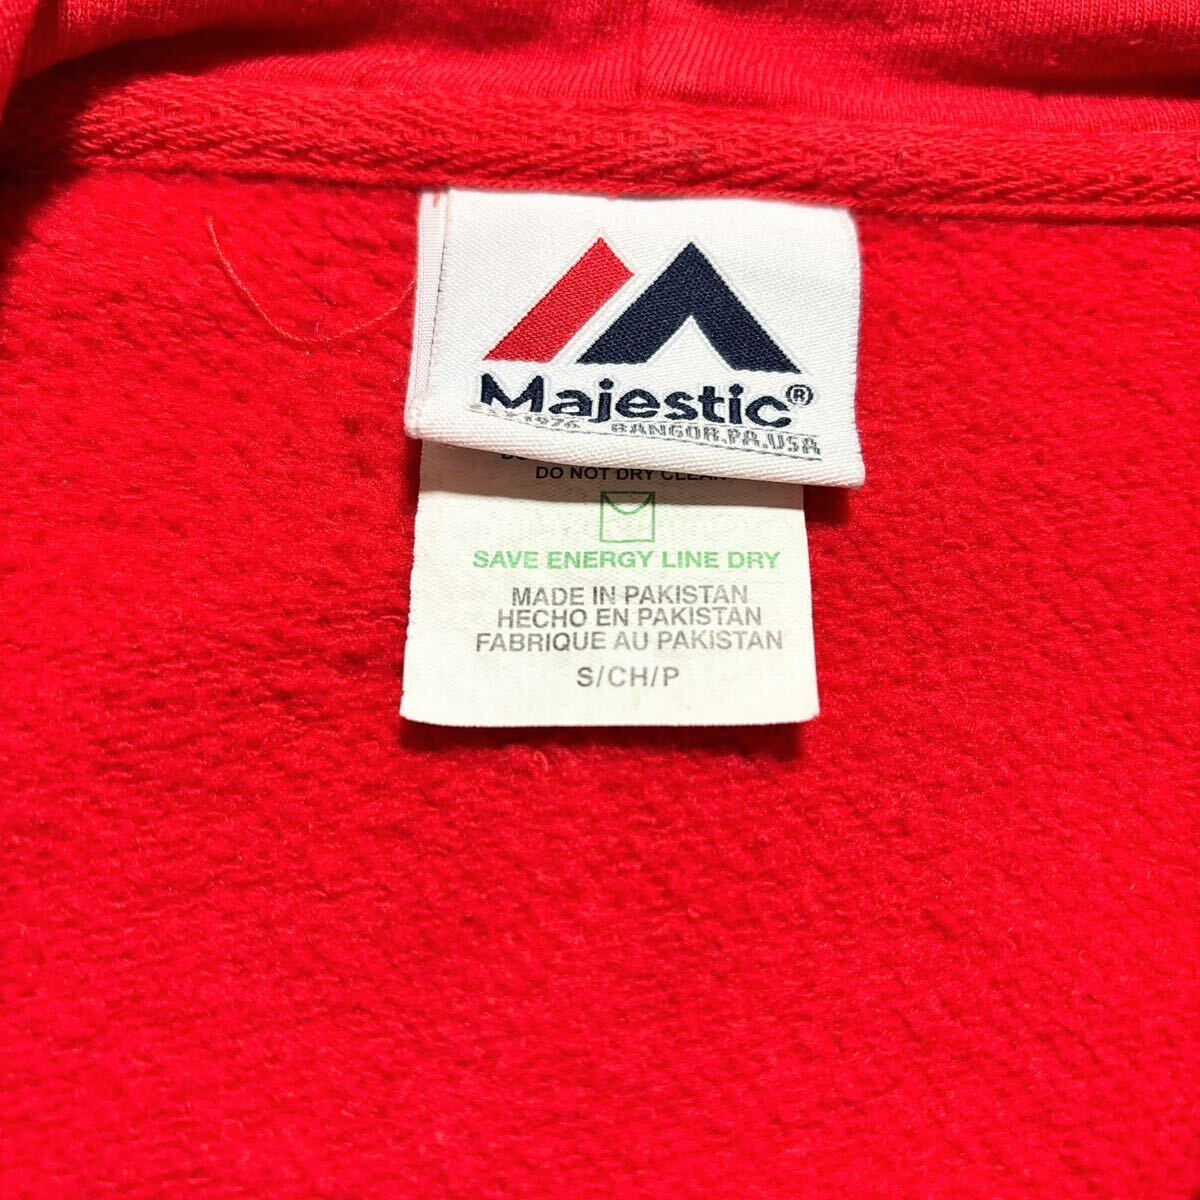 Majestic®
EST.1976 BANGOR.PA.USA
DO NOT DRY CLEAN
SAVE ENERGY LINE DRY
MADE IN PAKISTAN
HECHO EN PAKISTAN
FABRIQUE AU PAKISTAN
S/CH/P